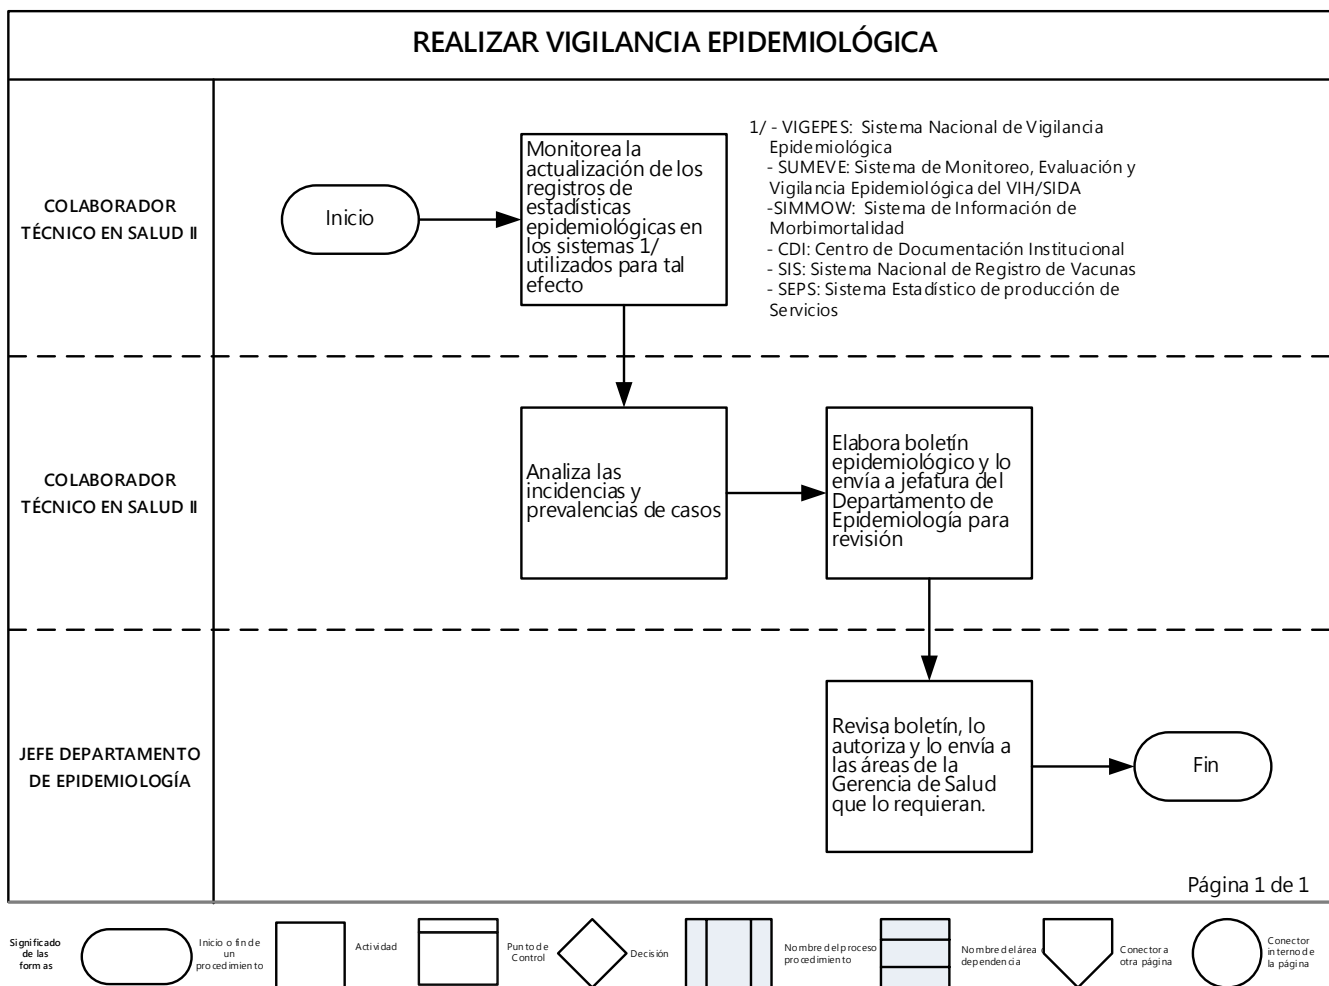 REALIZAR VIGILANCIA EPIDEMIOLÓGICA
COLABORADOR
TÉCNICO EN SALUD II
Inicio
Monitorea la
actualización de los
registros de
estadísticas
epidemiológicas en
los sistemas 1/
utilizados para tal
efecto
1/ - VIGEPES: Sistema Nacional de Vigilancia
Epidemiológica
- SUMEVE: Sistema de Monitoreo, Evaluación y
Vigilancia Epidemiológica del VIH/SIDA
-SIMMOW: Sistema de Información de
Morbimortalidad
- CDI: Centro de Documentación Institucional
- SIS: Sistema Nacional de Registro de Vacunas
- SEPS: Sistema Estadístico de producción de
Servicios
COLABORADOR
TÉCNICO EN SALUD II
Analiza las
incidencias y
prevalencias de casos
Elabora boletín
epidemiológico y lo
envía a jefatura del
Departamento de
Epidemiología para
revisión
JEFE DEPARTAMENTO
DE EPIDEMIOLOGÍA
Revisa boletín, lo
autoriza y lo envía a
las áreas de la
Gerencia de Salud
que lo requieran.
Fin
Página 1 de 1
Significado
de las
formas
Inicio o fin de
un
procedimiento
Actividad
Punto de
Control
Decisión
Nombre del proceso
procedimiento
Nombre del área
dependencia
Conector a
otra página
Conector
interno de
la página